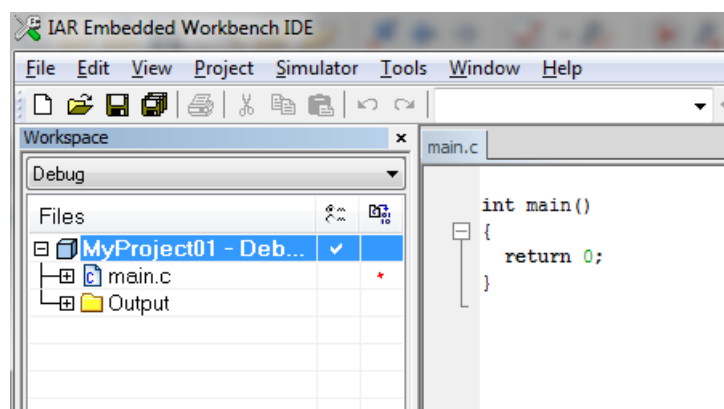 IAR Embedded Workbench IDE
File Edit View Project Simulator Tools Window Help
Workspace
main.c
Debug
Files
MyProject01 - Deb...
main.c
Output
int main()
{
return 0;
}